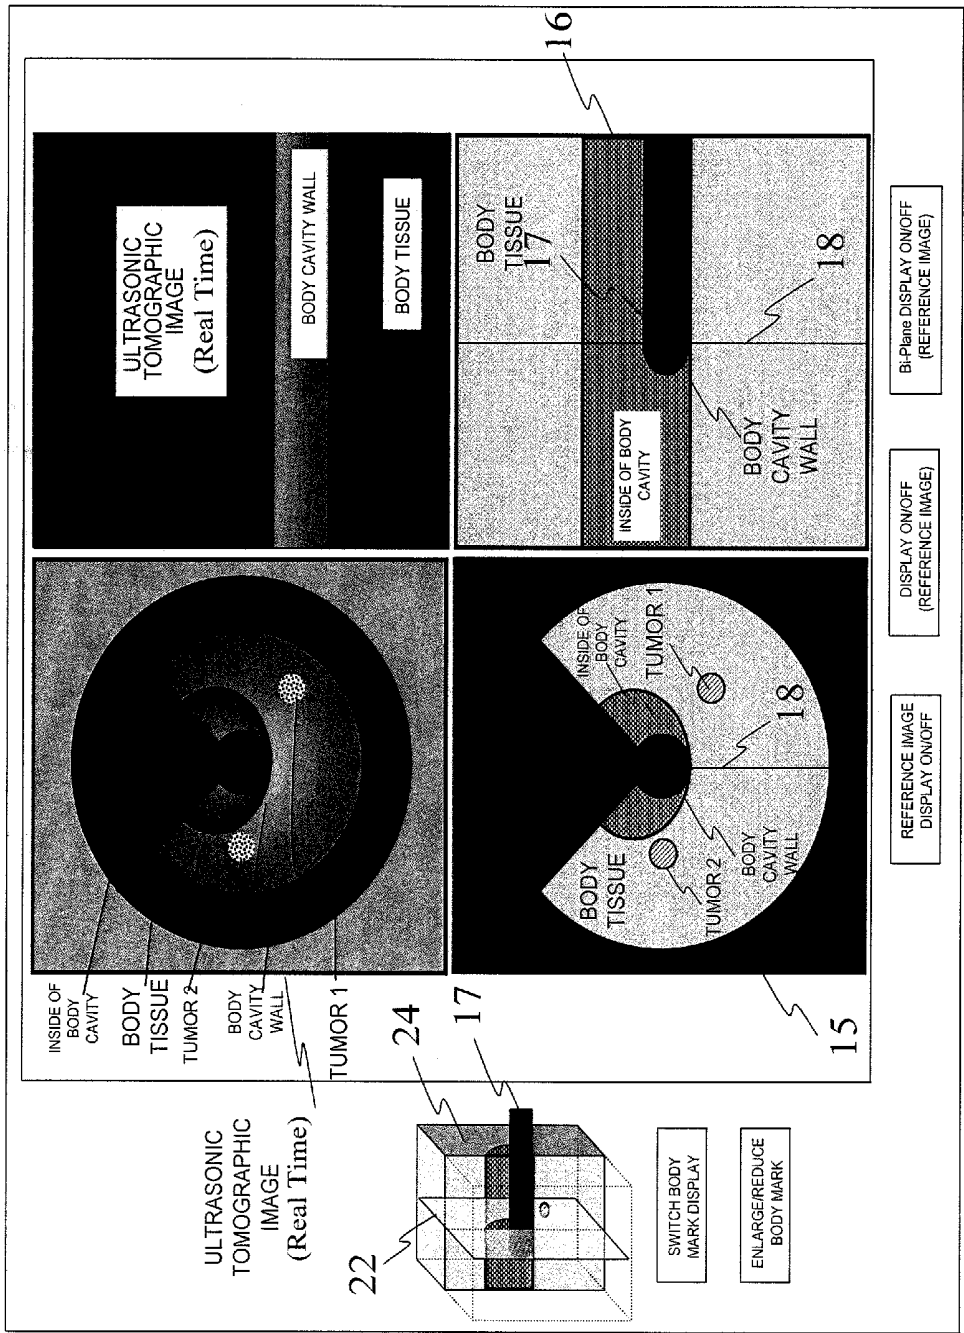 ULTRASONIC
TOMOGRAPHIC
IMAGE
(Real Time)
22
24
17
SWITCH BODY
MARK DISPLAY
ENLARGE/REDUCE
BODY MARK
INSIDE OF
BODY
CAVITY
BODY
TISSUE
TUMOR 2
BODY
CAVITY
WALL
TUMOR 1
ULTRASONIC
TOMOGRAPHIC
IMAGE
(Real Time)
BODY CAVITY WALL
BODY TISSUE
15
BODY
TISSUE
TUMOR 2
BODY
CAVITY
WALL
INSIDE OF
BODY
CAVITY
TUMOR 1
18
16
BODY
TISSUE
17
INSIDE OF BODY
CAVITY
BODY
CAVITY
WALL
18
REFERENCE IMAGE
DISPLAY ON/OFF
DISPLAY ON/OFF
(REFERENCE IMAGE)
Bi-Plane DISPLAY ON/OFF
(REFERENCE IMAGE)